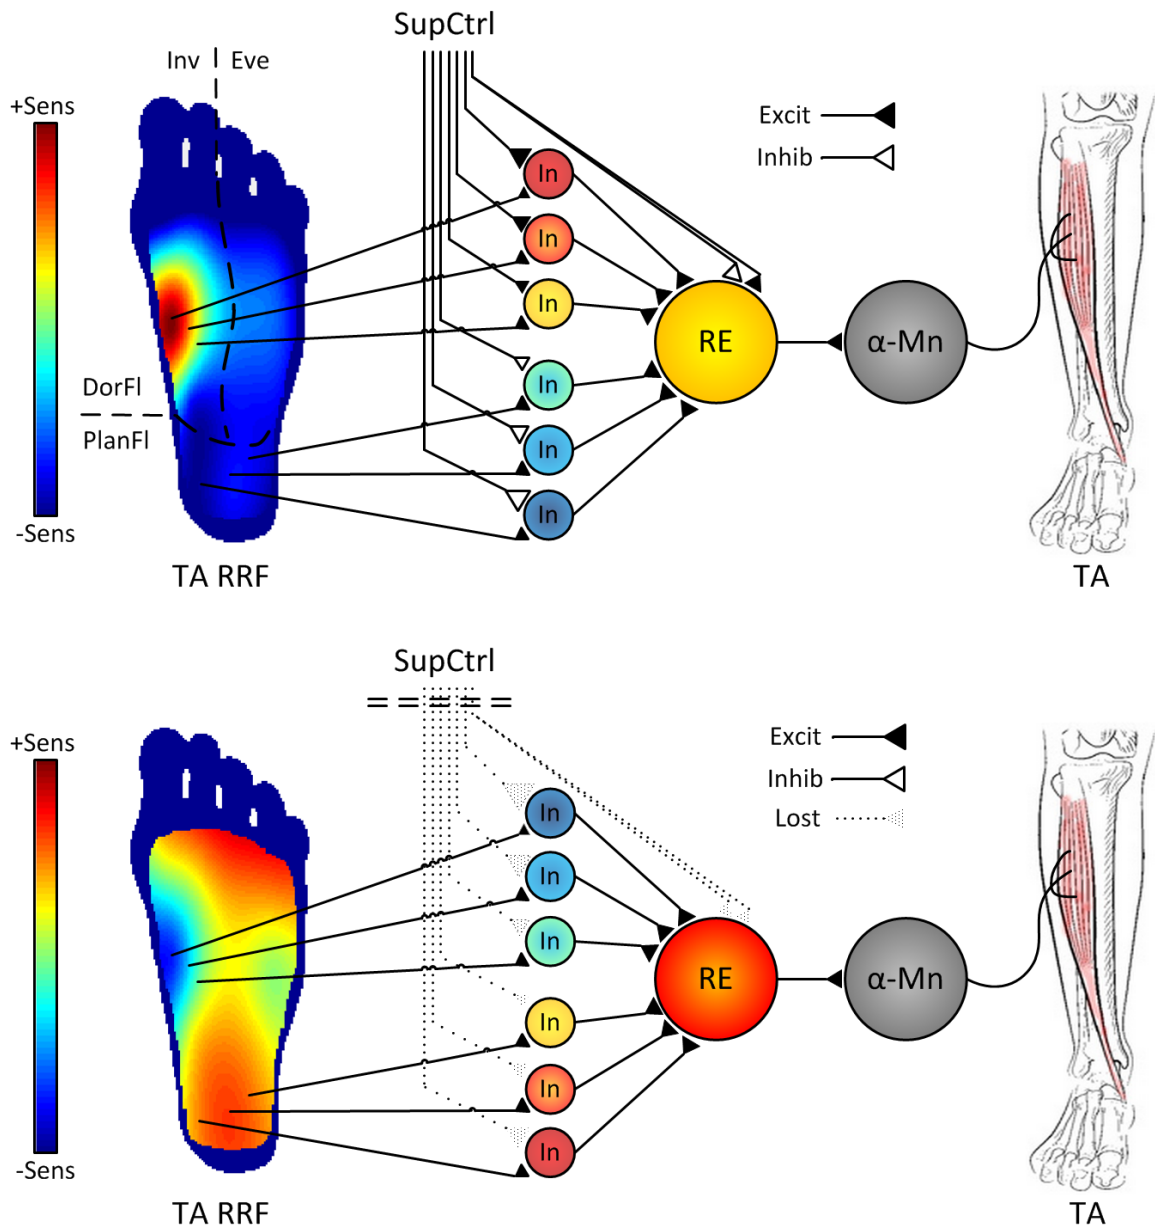 SupCtrl
Inv Eve
+Sens
Excit
Inhib
In
In
In
RE
α-Mn
In
DorFl
PlanFl
In
In
-Sens
TA RRF
TA
SupCtrl
+Sens
Excit
Inhib
Lost
In
In
In
RE
α-Mn
In
In
In
-Sens
TA RRF
TA